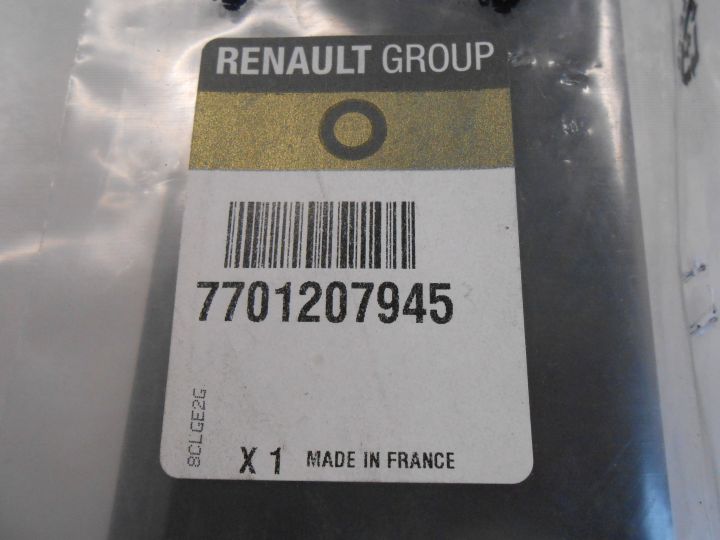 RENAULT GROUP
7701207945
8CLGE2G
X 1 MADE IN FRANCE